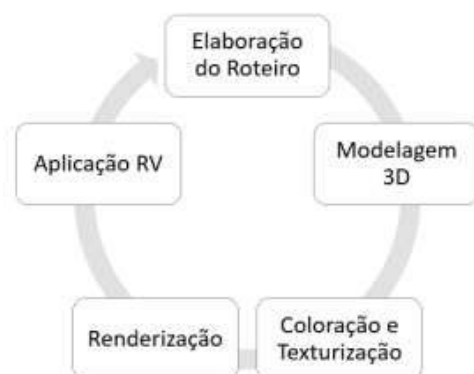 Elaboração
do Roteiro
Modelagem
3D
Coloração e
Texturização
Renderização
Aplicação RV